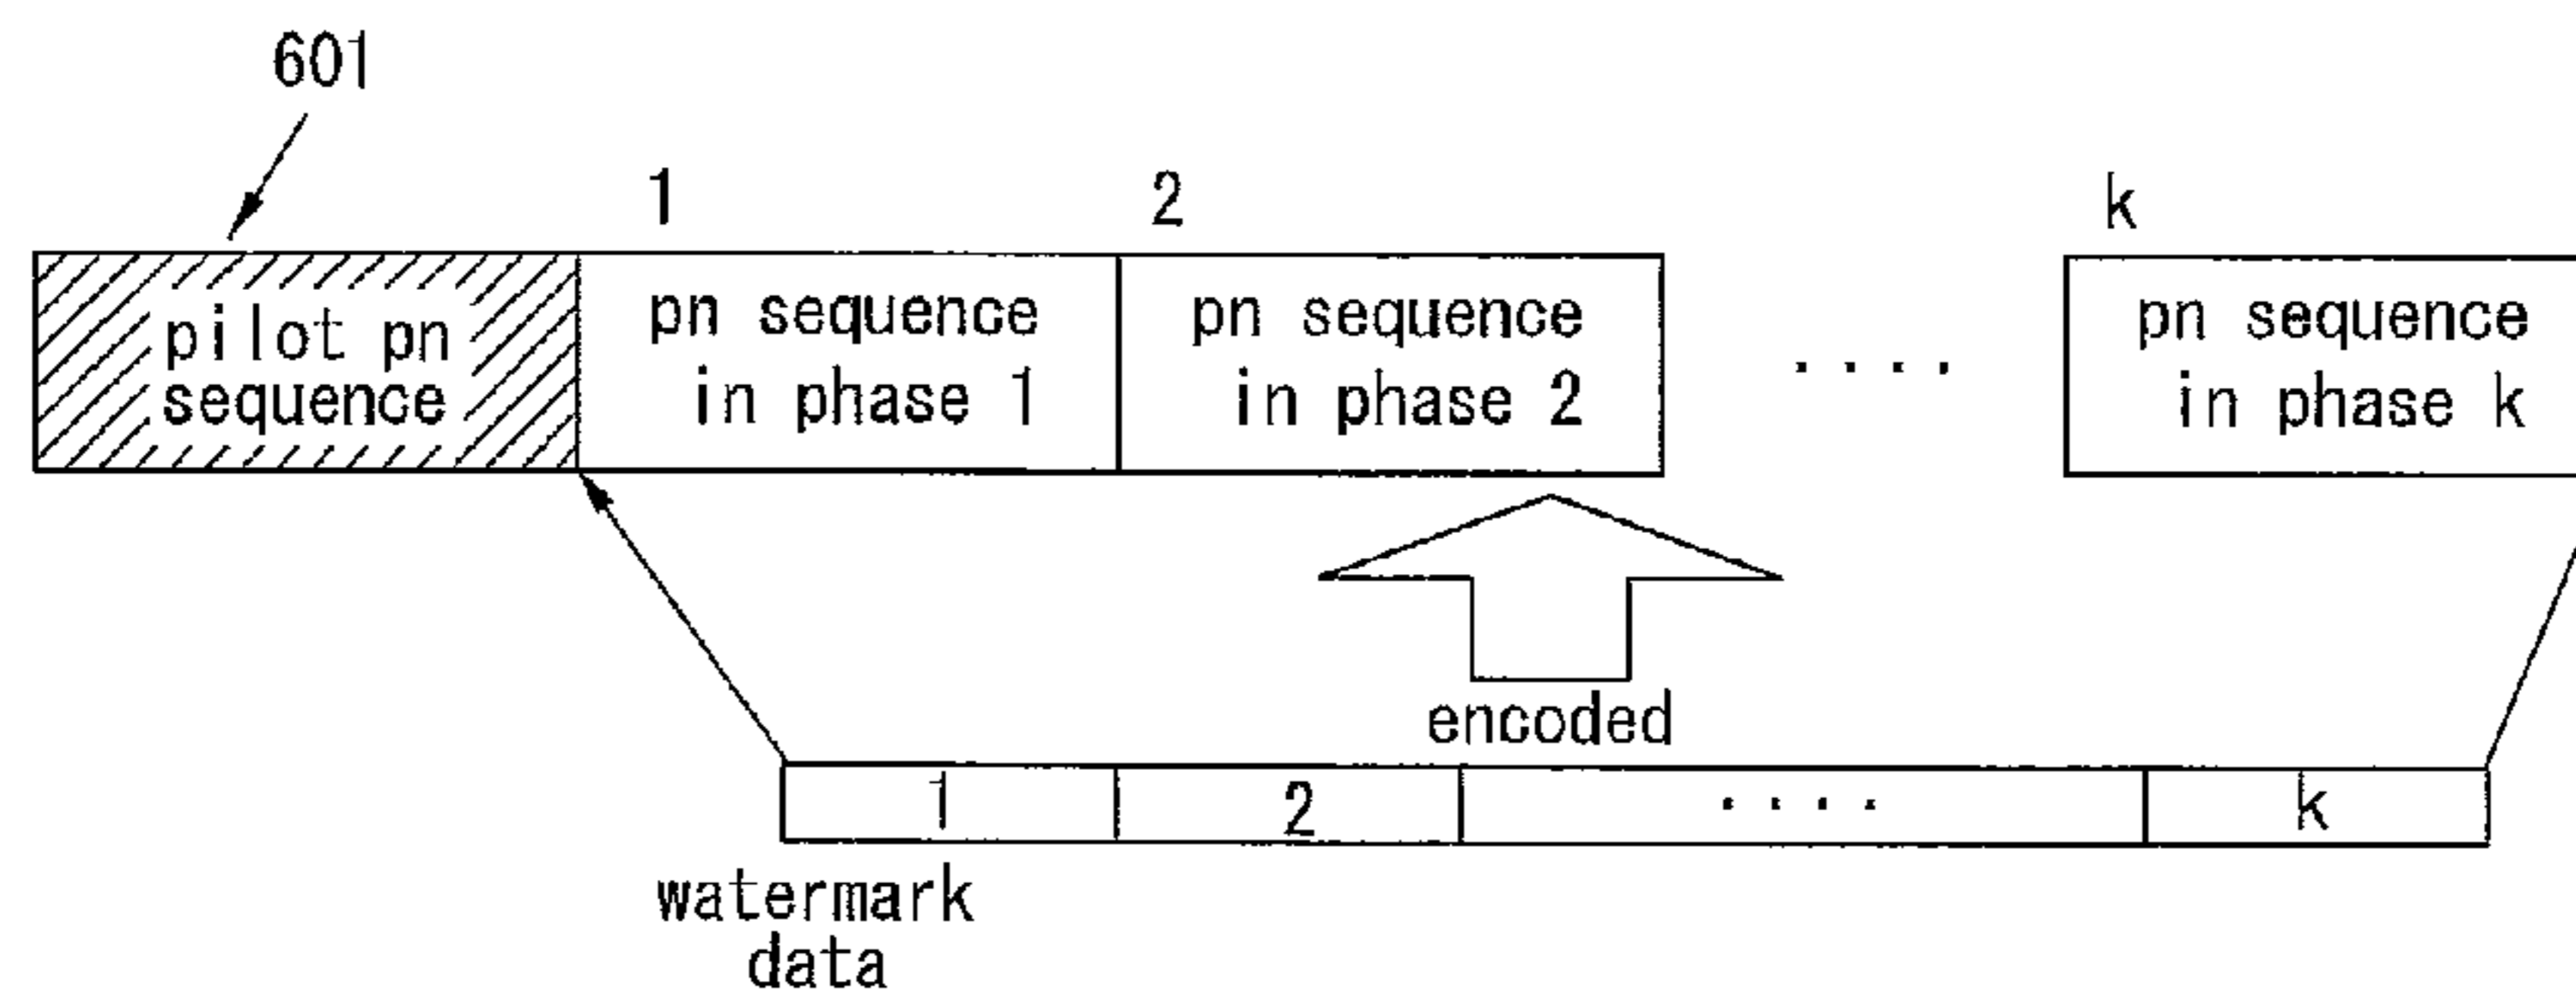 601
1 2 k
pilot pn
sequence
pn sequence
in phase 1
pn sequence
in phase 2
. . . .
pn sequence
in phase k
encoded
1 2 . . . . k
watermark
data